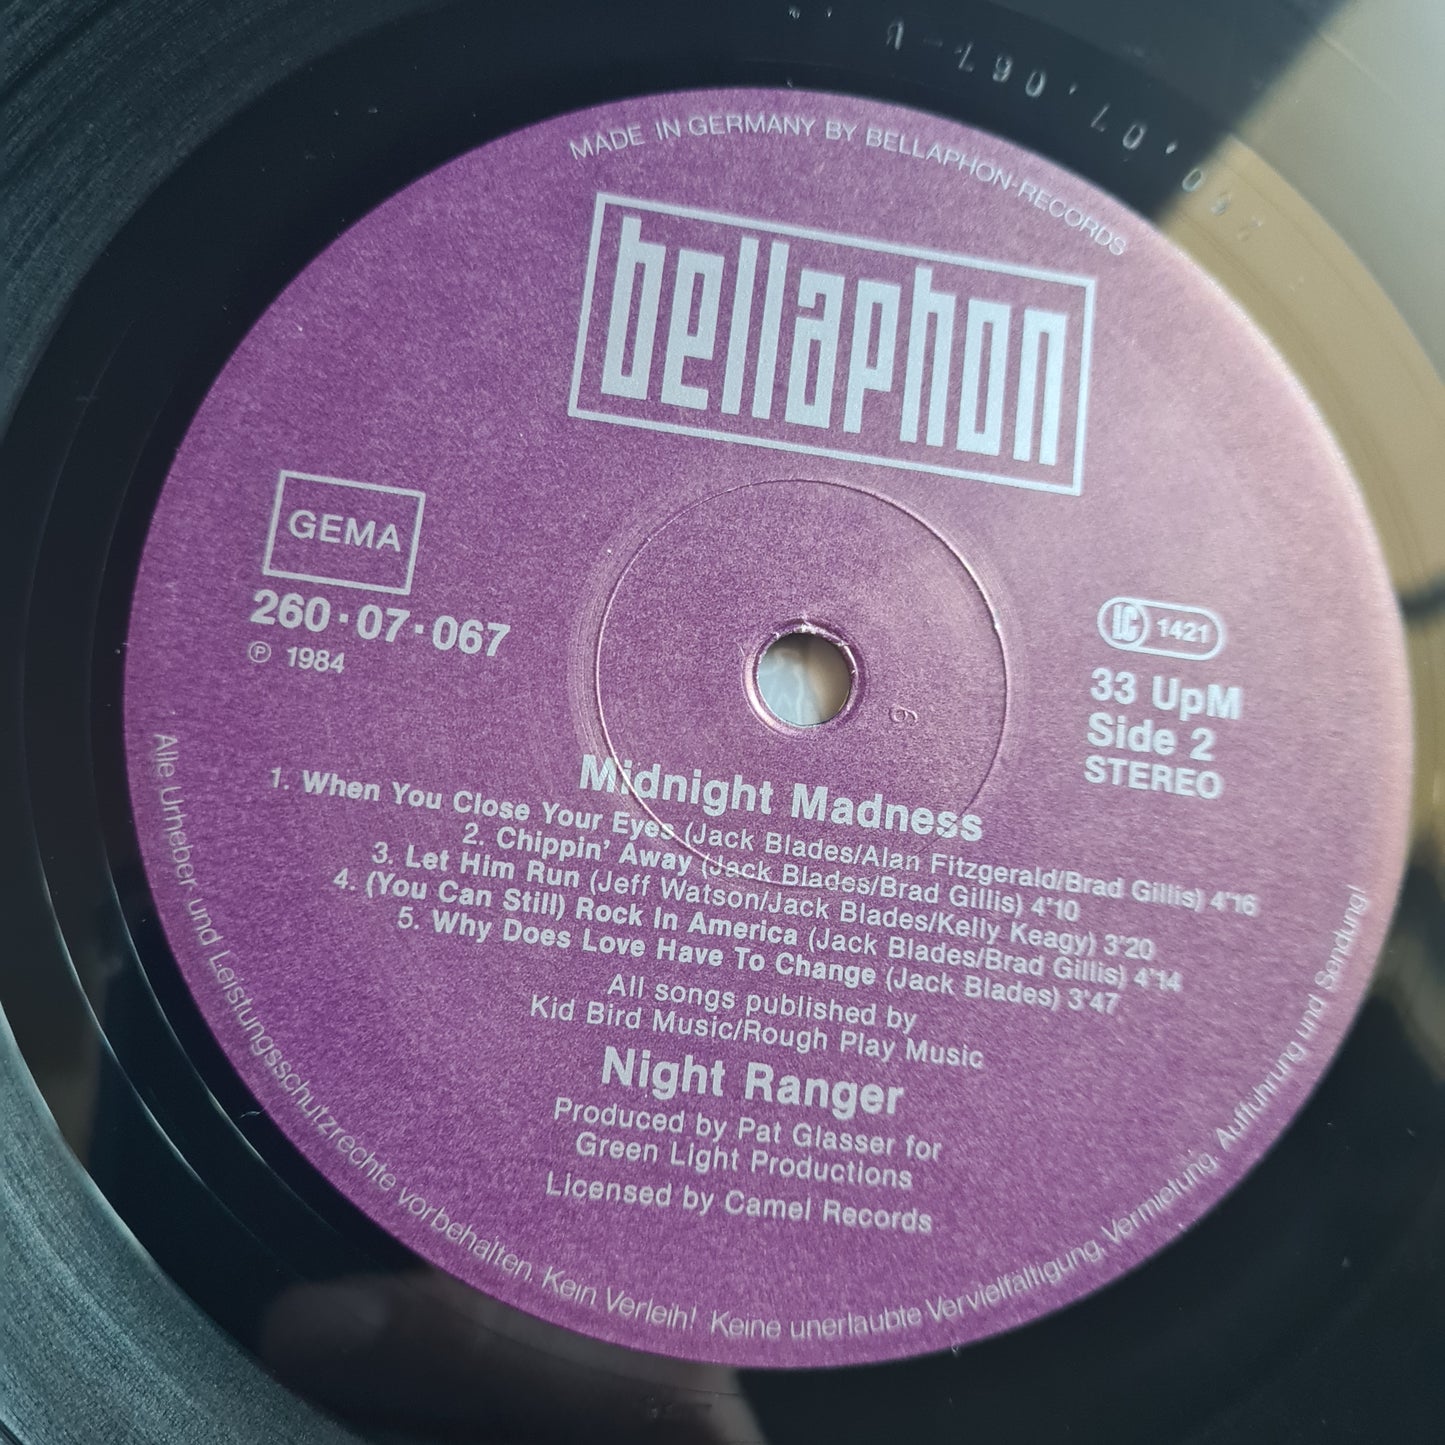 260.07.067-B
MADE IN GERMANY BY BELLAPHON-RECORDS
bellaphon
GEMA
260·07·067
Ⓟ 1984
LC 1421
33 UpM
Side 2
STEREO
6
Midnight Madness
1. When You Close Your Eyes (Jack Blades/Alan Fitzgerald/Brad Gillis) 4'16
2. Chippin' Away (Jack Blades/Brad Gillis) 4'10
3. Let Him Run (Jeff Watson/Jack Blades/Kelly Keagy) 3'20
4. (You Can Still) Rock In America (Jack Blades/Brad Gillis) 4'14
5. Why Does Love Have To Change (Jack Blades) 3'47
All songs published by
Kid Bird Music/Rough Play Music
Night Ranger
Produced by Pat Glasser for
Green Light Productions
Licensed by Camel Records
Alle Urheber und Leistungsschutzrechte vorbehalten. Kein Verleih! Keine unerlaubte Vervielfältigung, Vermietung, Aufführung und Sendung!